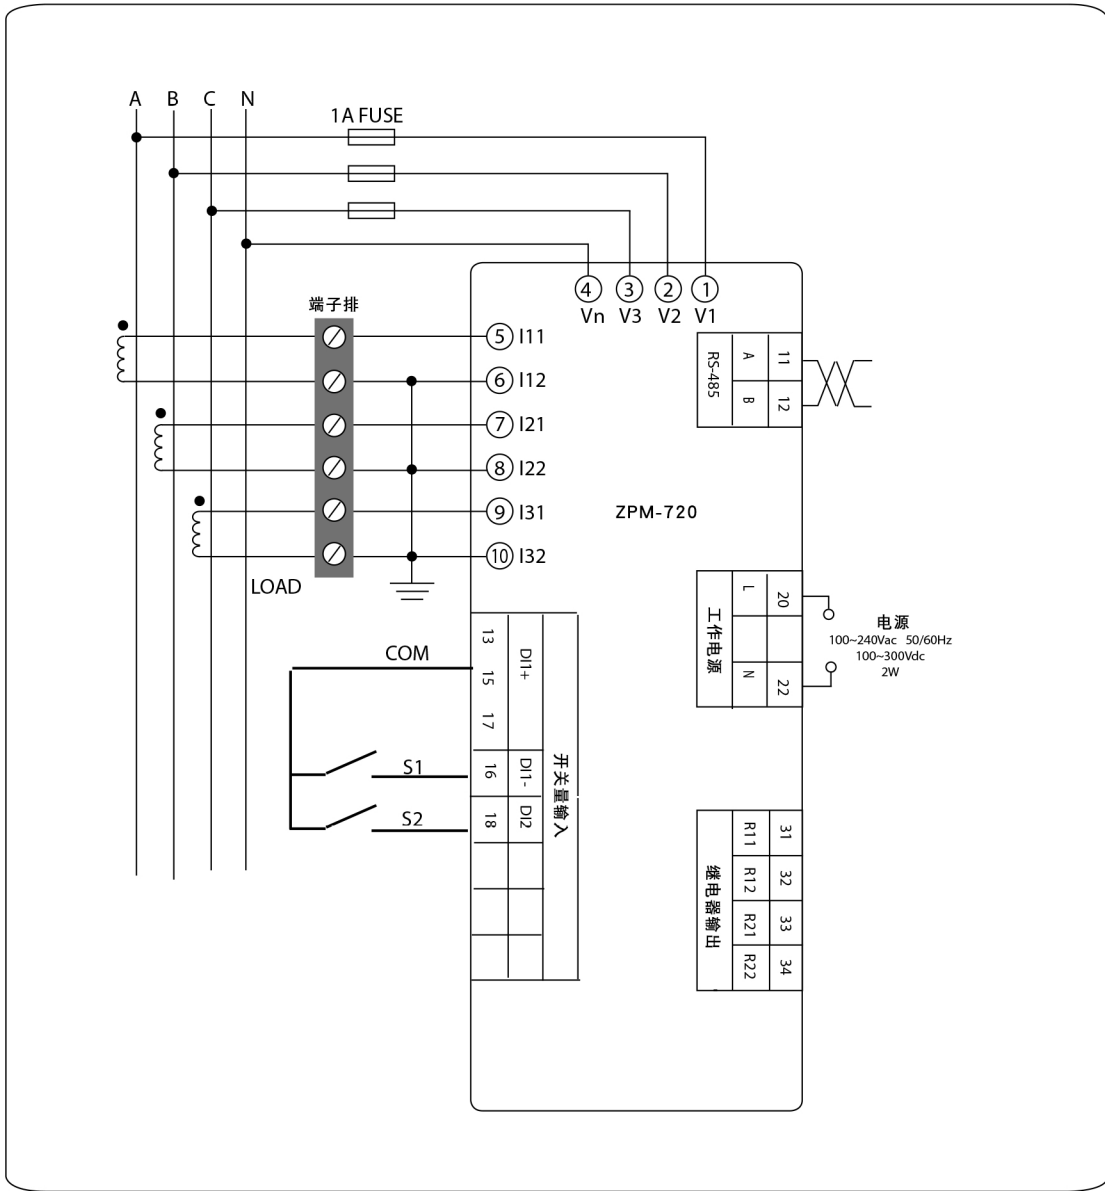 A B C N
1A FUSE
4 3 2 1
Vn V3 V2 V1
端子排
5 I11
6 I12
7 I21
8 I22
9 I31
10 I32
LOAD
RS-485
A 11
B 12
ZPM-720
工作电源
L 20
N 22
电源
100~240Vac 50/60Hz
100~300Vdc
2W
COM
S1
S2
13
15 DI1+
17
16 DI1-
18 DI2
开关量输入
继电器输出
R11 31
R12 32
R21 33
R22 34